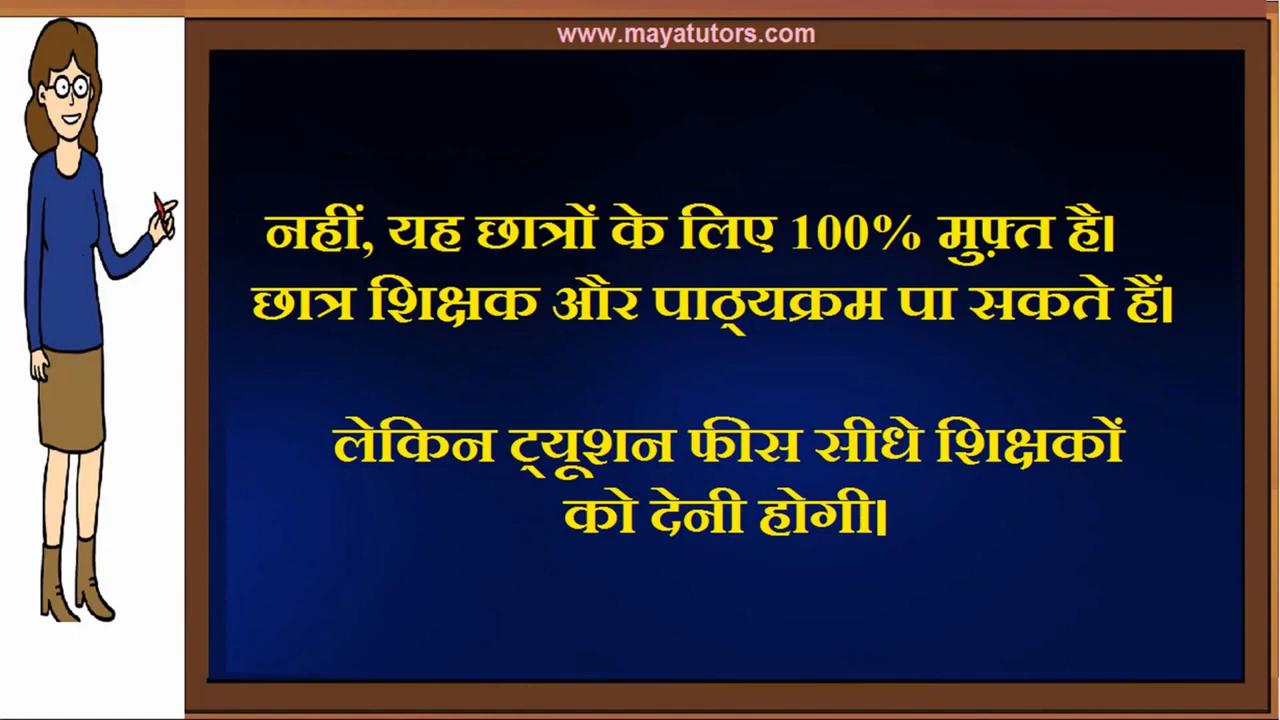 www.mayatutors.com
नहीं, यह छात्रों के लिए 100% मुफ़्त है।
छात्र शिक्षक और पाठ्यक्रम पा सकते हैं।
लेकिन ट्यूशन फीस सीधे शिक्षकों
को देनी होगी।